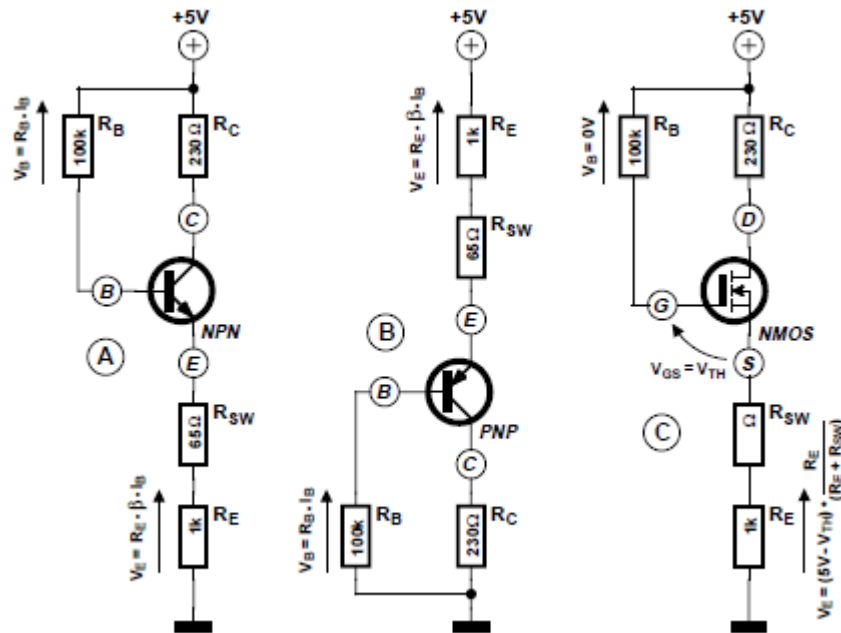 +5V
V_B = R_B · I_B
100k
R_B
230 Ω
R_C
C
B
NPN
A
E
65 Ω
R_SW
V_E = R_E · β · I_B
1k
R_E
+5V
V_E = R_E · β · I_B
1k
R_E
65 Ω
R_SW
E
B
B
PNP
C
V_B = R_B · I_B
100k
R_B
230Ω
R_C
+5V
V_B = 0V
100k
R_B
230 Ω
R_C
D
G
NMOS
V_GS = V_TH
S
C
Ω
R_SW
1k
R_E
V_E = (5V - V_TH) * R_E / (R_E + R_SW)